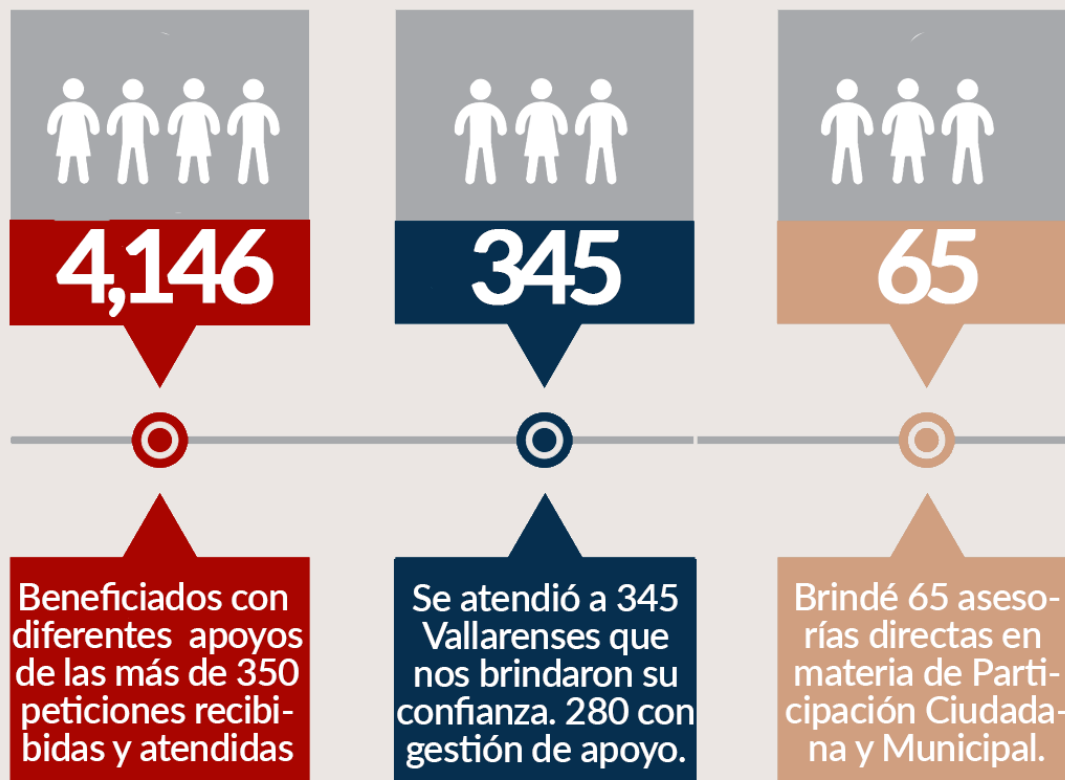 4,146
345
65
Beneficiados con
diferentes apoyos
de las más de 350
peticiones recibi-
bidas y atendidas
Se atendió a 345
Vallarenses que
nos brindaron su
confianza. 280 con
gestión de apoyo.
Brindé 65 aseso-
rías directas en
materia de Parti-
cipación Ciudada-
na y Municipal.